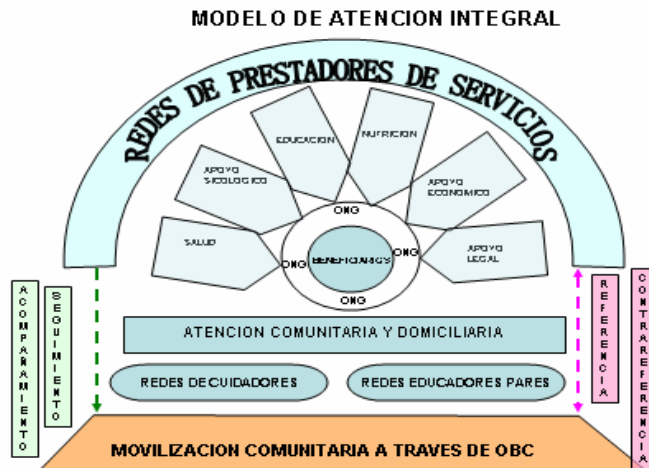 MODELO DE ATENCION INTEGRAL
REDES DE PRESTADORES DE SERVICIOS
SALUD
APOYO
SICOLOGICO
EDUCACION
NUTRICION
APOYO
ECONOMICO
APOYO
LEGAL
ONG
ONG
BENEFICIARIOS
ONG
ONG
ACOMPAÑAMIENTO
SEGUIMIENTO
REFERENCIA
CONTRAREFERENCIA
ATENCION COMUNITARIA Y DOMICILIARIA
REDES DE CUIDADORES
REDES EDUCADORES PARES
MOVILIZACION COMUNITARIA A TRAVES DE OBC